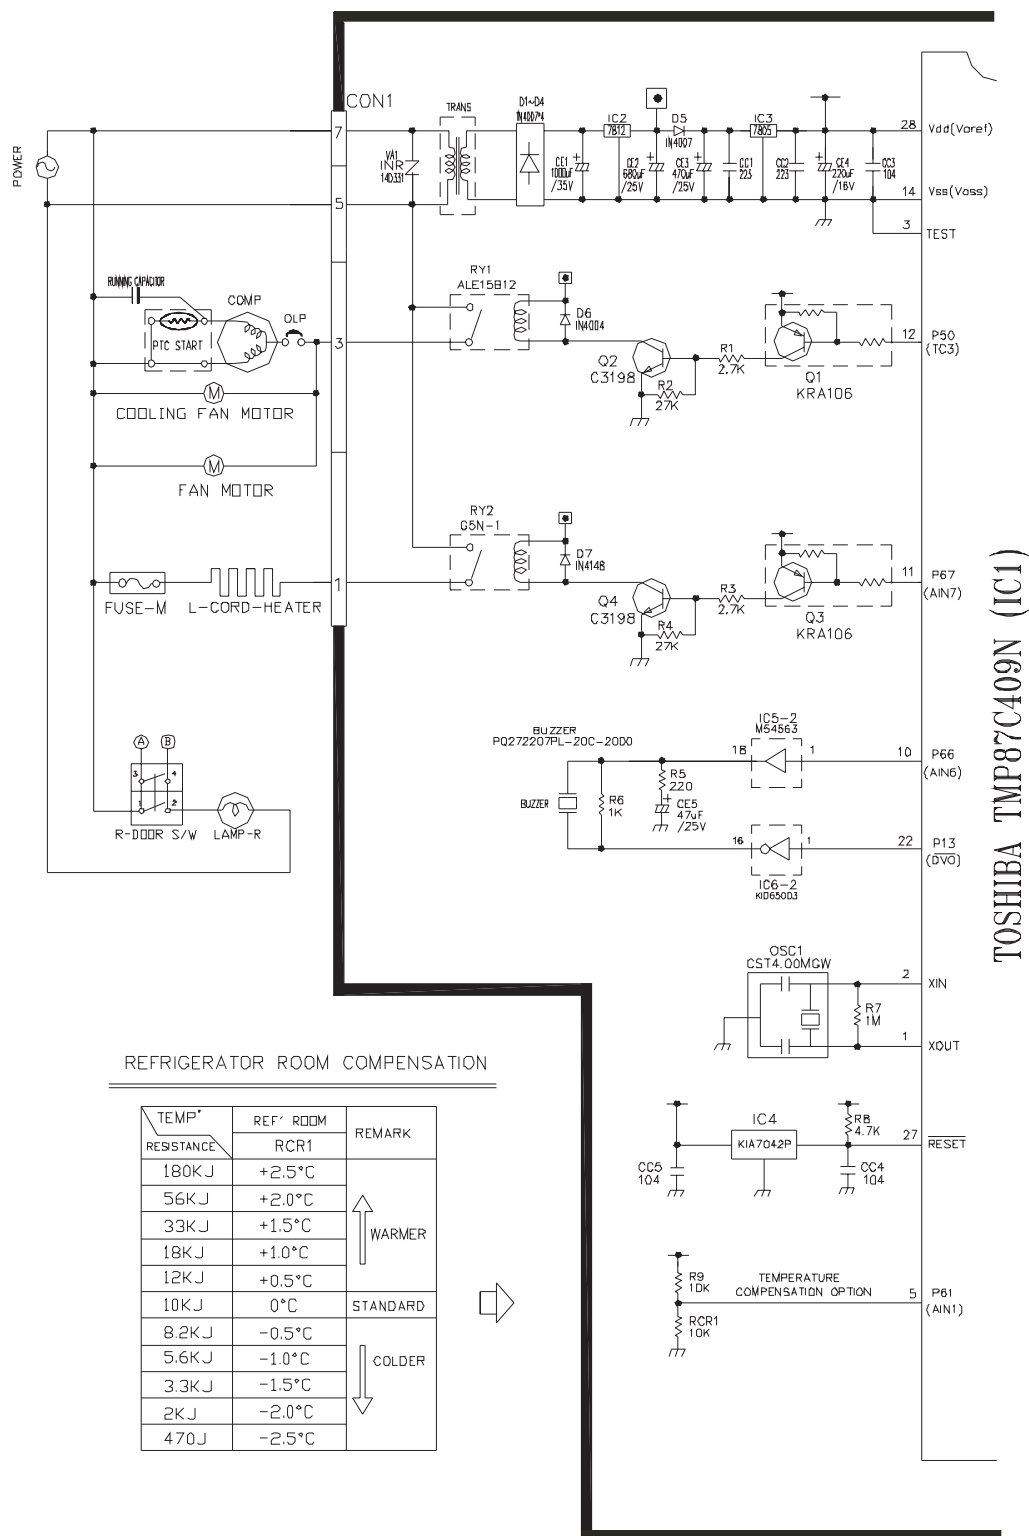 CON1
TRANS
D1~D4
1N4007*4
IC2
7812
D5
1N4007
IC3
7805
7
28
Vdd(Varef)
POWER
VA1
INR
14D331
CE1
1000uF
/35V
CE2
680uF
/25V
CE3
470uF
/25V
CC1
223
CC2
223
CE4
220uF
/16V
CC3
104
5
14
Vss(Vass)
3
TEST
RUNNING CAPACITOR
COMP
OLP
PTC START
3
RY1
ALE15B12
D6
1N4004
Q2
C3198
R1
2.7K
R2
27K
Q1
KRA106
12
P50
(TC3)
M
COOLING FAN MOTOR
M
FAN MOTOR
RY2
G5N-1
D7
1N4148
Q4
C3198
R3
2.7K
R4
27K
Q3
KRA106
11
P67
(AIN7)
1
FUSE-M
L-CORD-HEATER
TOSHIBA TMP87C409N (IC1)
BUZZER
PQ272207PL-20C-20D0
IC5-2
M54563
18
1
10
P66
(AIN6)
A
B
3
4
1
2
R-DOOR S/W
LAMP-R
BUZZER
R6
1K
R5
220
CE5
47uF
/25V
16
1
22
P13
(DVO)
IC6-2
KID65003
OSC1
CST4.00MGW
2
XIN
R7
1M
1
XOUT
REFRIGERATOR ROOM COMPENSATION
TEMP'
RESISTANCE
REF' ROOM
RCR1
REMARK
180KJ +2.5°C
56KJ +2.0°C
33KJ +1.5°C
WARMER
18KJ +1.0°C
12KJ +0.5°C
10KJ 0°C STANDARD
8.2KJ -0.5°C
5.6KJ -1.0°C
COLDER
3.3KJ -1.5°C
2KJ -2.0°C
470J -2.5°C
IC4
KIA7042P
R8
4.7K
27
RESET
CC5
104
CC4
104
R9
10K
TEMPERATURE
COMPENSATION OPTION
5
P61
(AIN1)
RCR1
10K